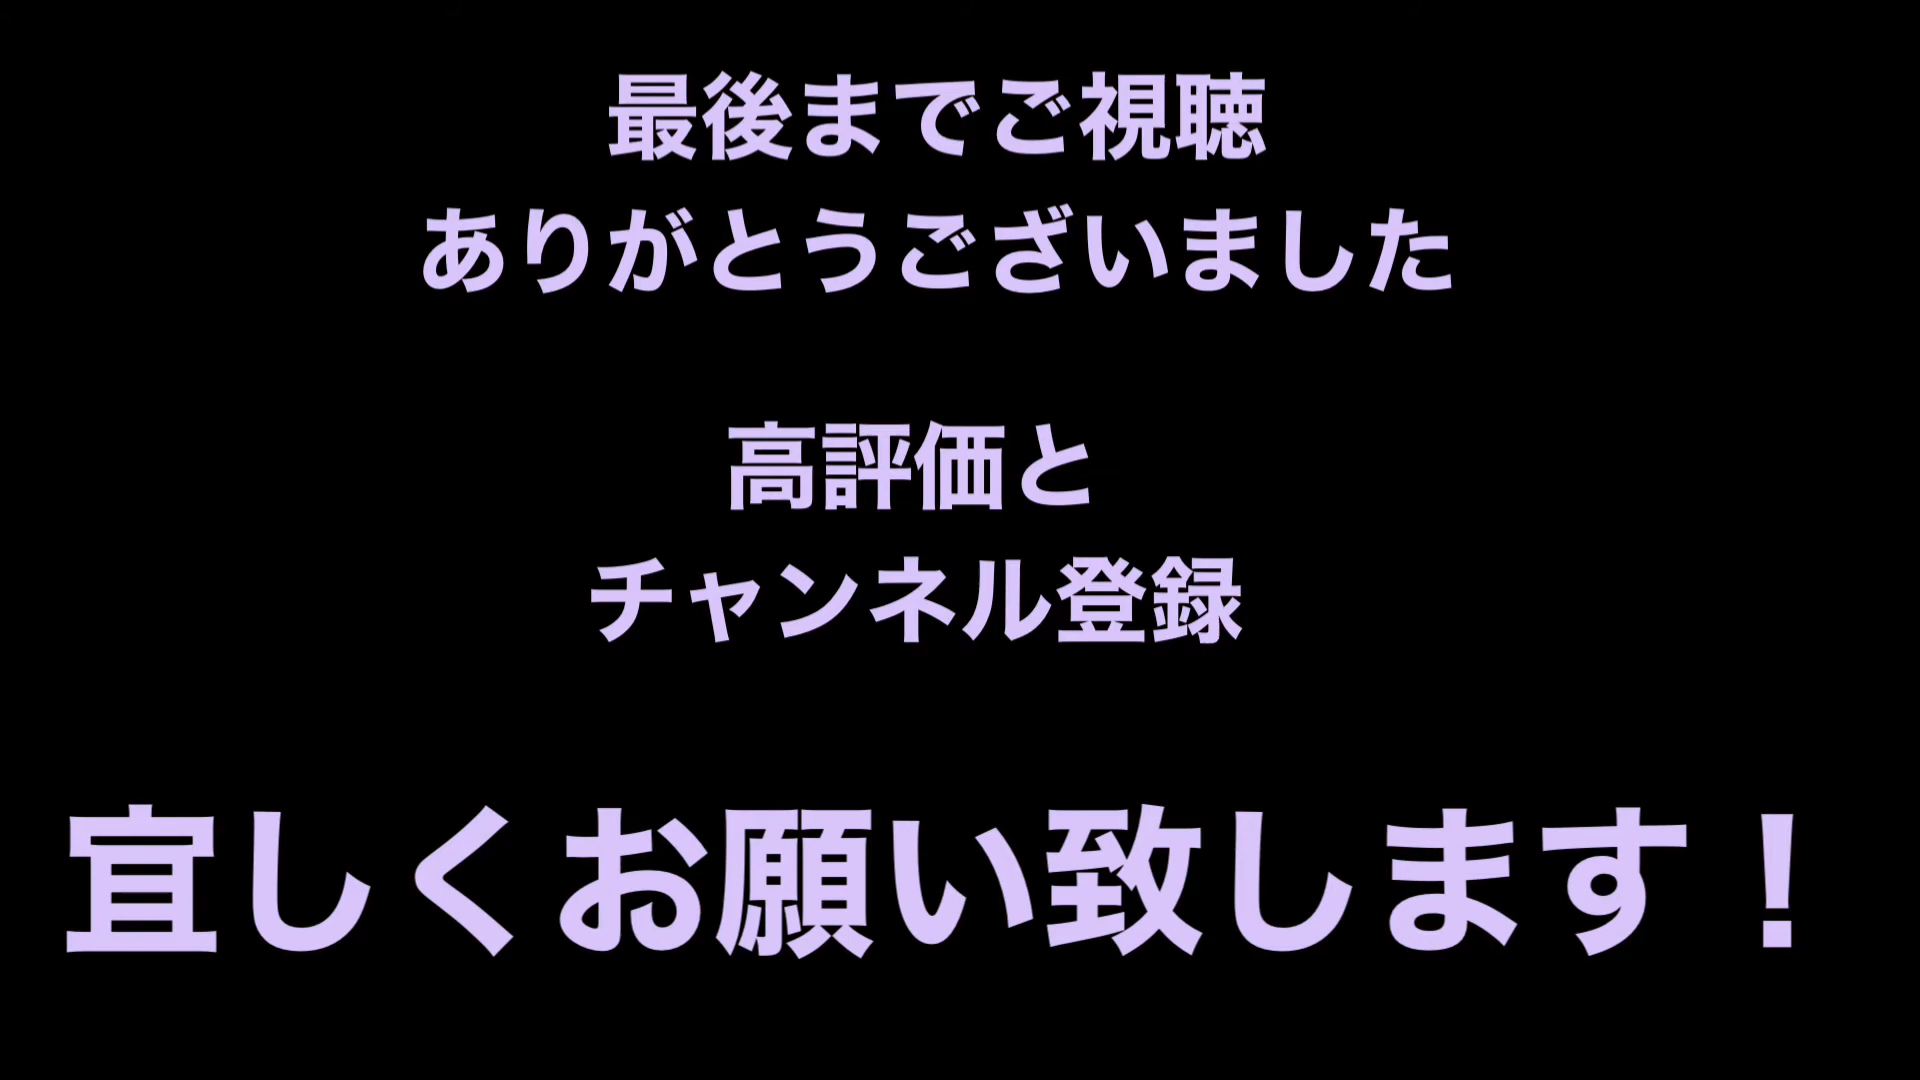 最後までご視聴
ありがとうございました
高評価と
チャンネル登録
宜しくお願い致します！